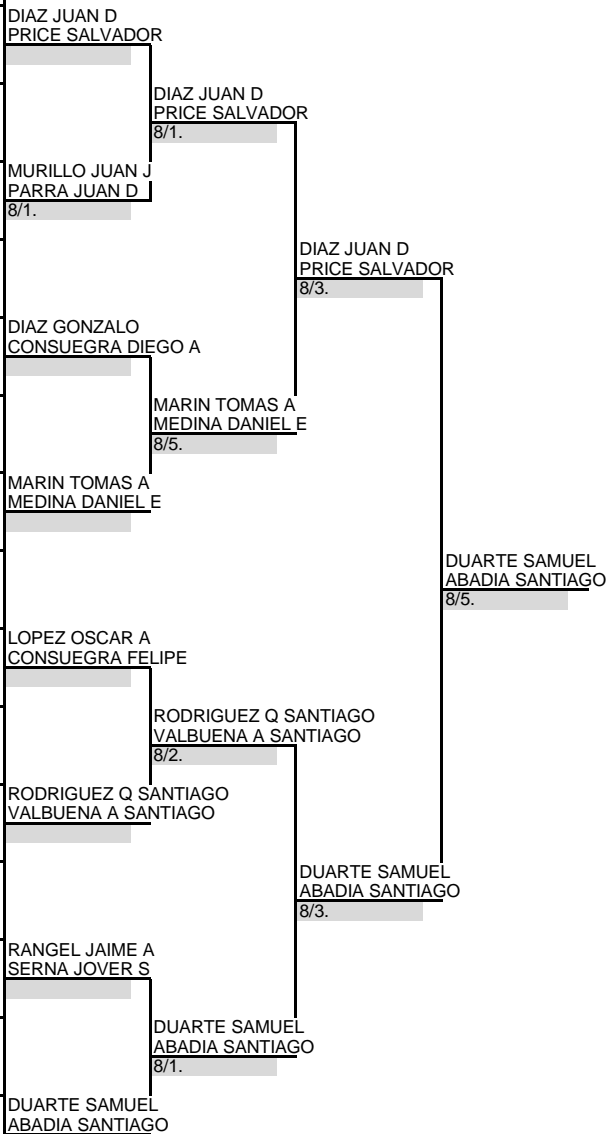 DIAZ JUAN D
PRICE SALVADOR
DIAZ JUAN D
PRICE SALVADOR
8/1.
MURILLO JUAN J
PARRA JUAN D
8/1.
DIAZ JUAN D
PRICE SALVADOR
8/3.
DIAZ GONZALO
CONSUEGRA DIEGO A
MARIN TOMAS A
MEDINA DANIEL E
8/5.
MARIN TOMAS A
MEDINA DANIEL E
DUARTE SAMUEL
ABADIA SANTIAGO
8/5.
LOPEZ OSCAR A
CONSUEGRA FELIPE
RODRIGUEZ Q SANTIAGO
VALBUENA A SANTIAGO
8/2.
RODRIGUEZ Q SANTIAGO
VALBUENA A SANTIAGO
DUARTE SAMUEL
ABADIA SANTIAGO
8/3.
RANGEL JAIME A
SERNA JOVER S
DUARTE SAMUEL
ABADIA SANTIAGO
8/1.
DUARTE SAMUEL
ABADIA SANTIAGO